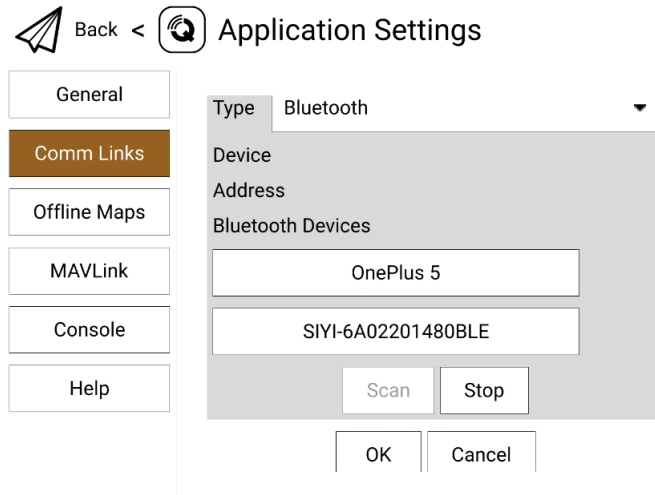 Back < Application Settings
General
Comm Links
Offline Maps
MAVLink
Console
Help
Type Bluetooth
Device
Address
Bluetooth Devices
OnePlus 5
SIYI-6A02201480BLE
Scan Stop
OK Cancel